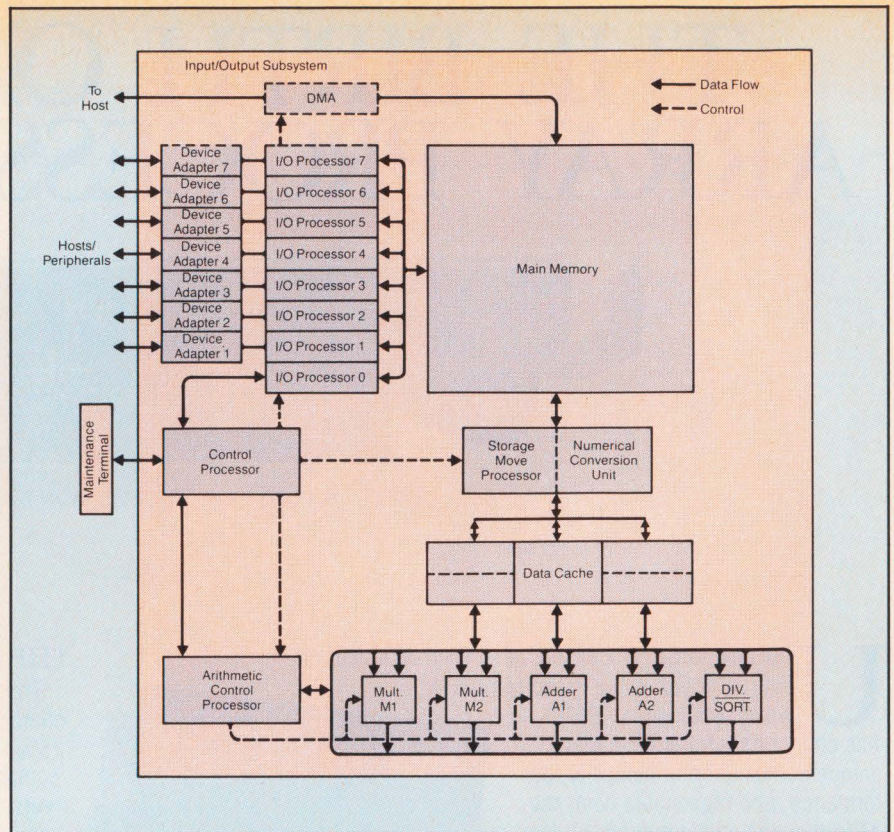 Input/Output Subsystem
To
Host
DMA
Data Flow
Control
Device
Adapter 7
I/O Processor 7
Device
Adapter 6
I/O Processor 6
Device
Adapter 5
I/O Processor 5
Hosts/
Peripherals
Device
Adapter 4
I/O Processor 4
Device
Adapter 3
I/O Processor 3
Device
Adapter 2
I/O Processor 2
Device
Adapter 1
I/O Processor 1
I/O Processor 0
Main Memory
Maintenance
Terminal
Control
Processor
Storage
Move
Processor
Numerical
Conversion
Unit
Data Cache
Arithmetic
Control
Processor
Mult.
M1
Mult.
M2
Adder
A1
Adder
A2
DIV.
SQRT.